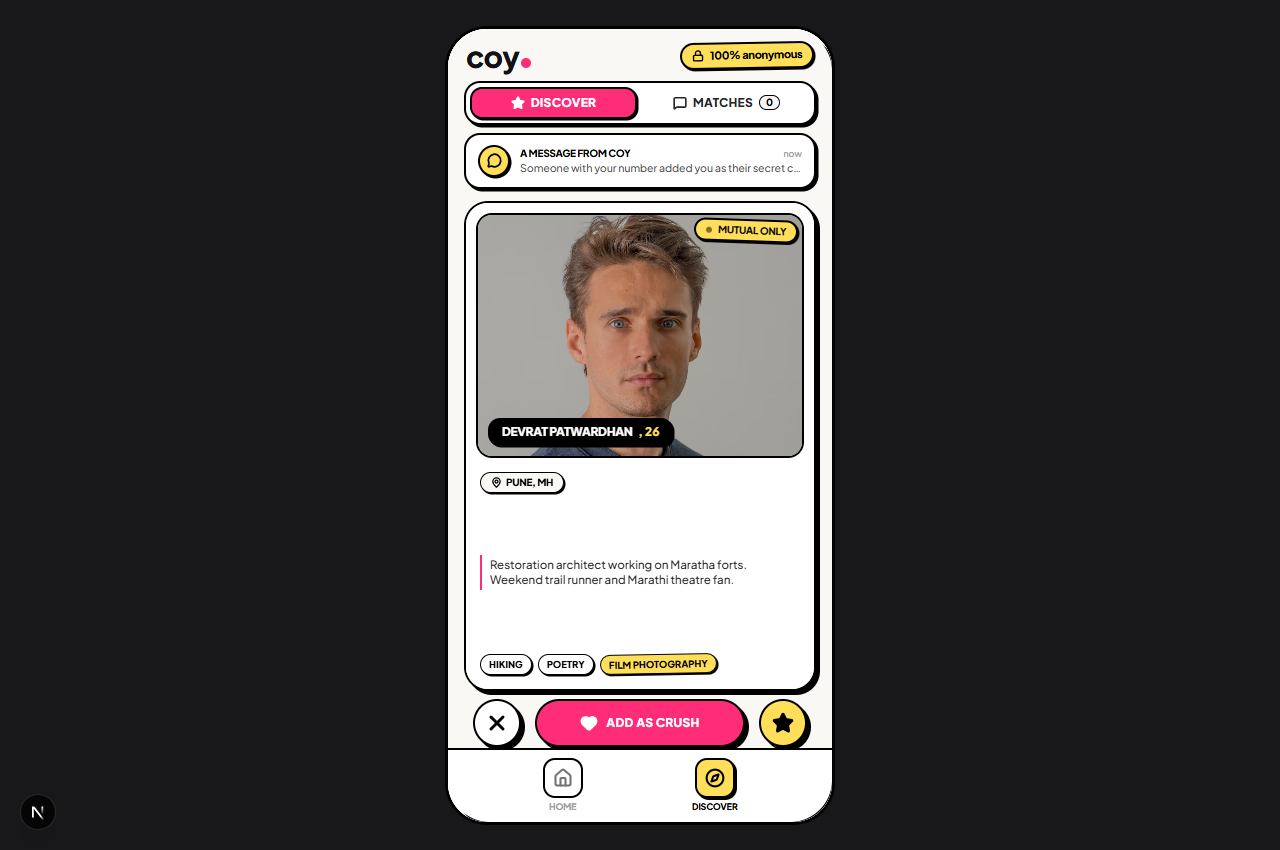 coy.
100% anonymous
DISCOVER
MATCHES 0
A MESSAGE FROM COY
now
Someone with your number added you as their secret c...
MUTUAL ONLY
DEVRAT PATWARDHAN , 26
PUNE, MH
Restoration architect working on Maratha forts.
Weekend trail runner and Marathi theatre fan.
HIKING
POETRY
FILM PHOTOGRAPHY
ADD AS CRUSH
HOME
DISCOVER
N